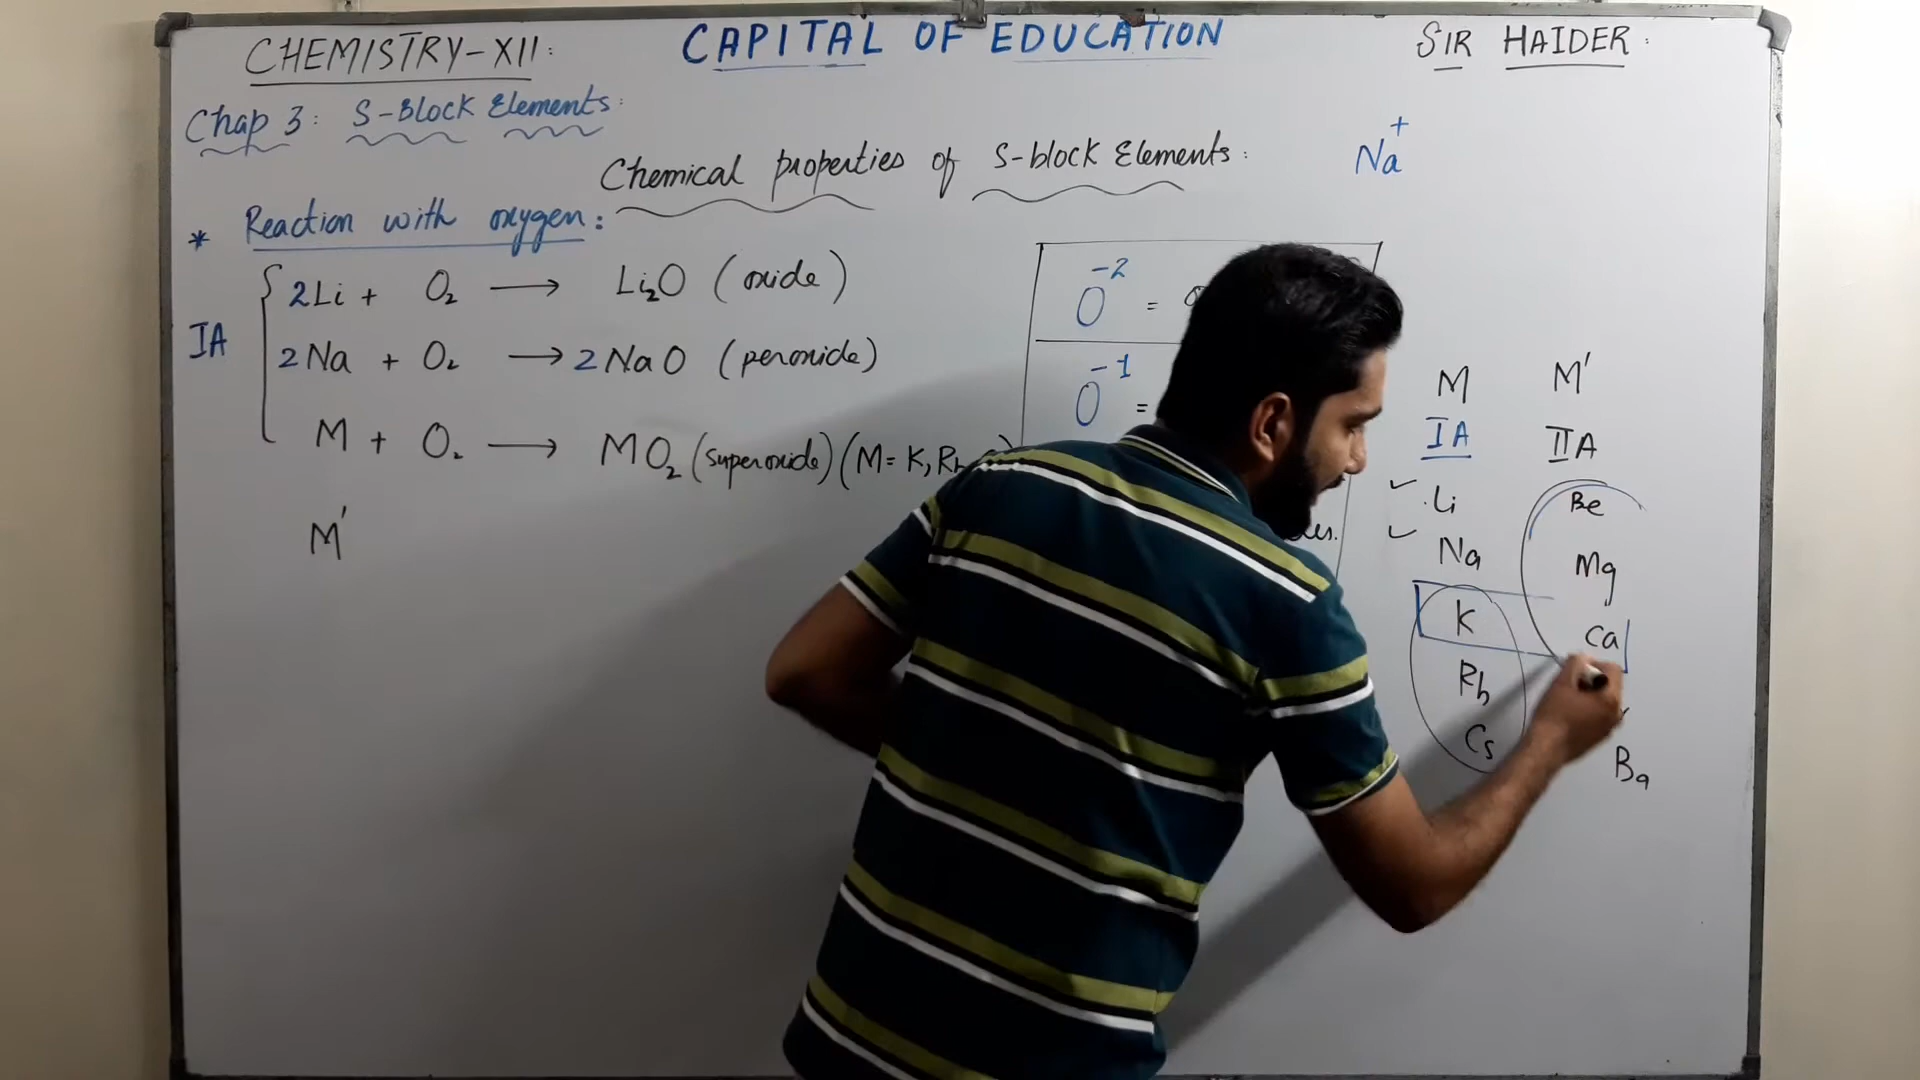 CHEMISTRY-XII:
CAPITAL OF EDUCATION
SIR HAIDER:
Chap 3: S-Block Elements:
Chemical properties of S-block Elements:
Na⁺
* Reaction with oxygen:
IA
2Li + O₂ → Li₂O (oxide)
2Na + O₂ → 2NaO (peroxide)
M + O₂ → MO₂ (superoxide) (M = K, Rb
M'
O⁻² =
O⁻¹ =
M M'
IA IIA
Li Be
Na Mg
K Ca
Rb
Cs Ba